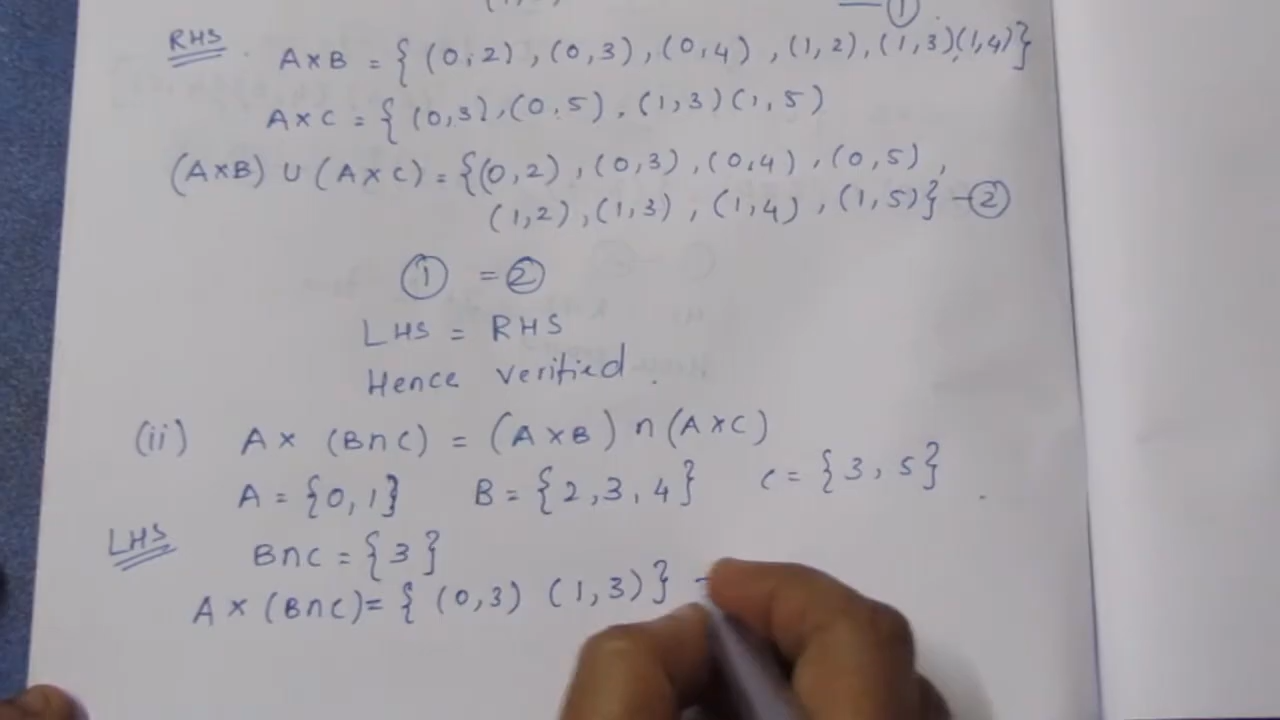 ①
RHS A×B = { (0,2) , (0,3) , (0,4) , (1,2) , (1,3) (1,4) }
A×C = { (0,3) , (0,5) , (1,3) (1,5)
(A×B) ∪ (A×C) = { (0,2) , (0,3) , (0,4) , (0,5) ,
(1,2) , (1,3) , (1,4) , (1,5) } — ②
① = ②
LHS = RHS
Hence verified .
(ii) A× (B∩C) = (A×B) ∩ (A×C)
A = {0,1} B = {2,3,4} C = {3,5}
LHS B∩C = {3}
A × (B∩C) = { (0,3) (1,3) } —